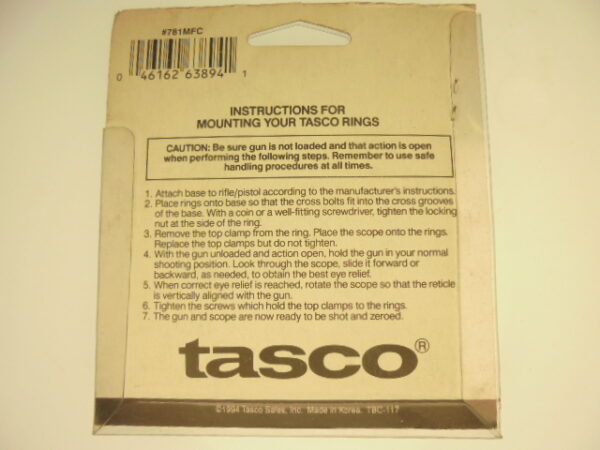 #781MFC
0 46162 63894 1
INSTRUCTIONS FOR
MOUNTING YOUR TASCO RINGS
CAUTION: Be sure gun is not loaded and that action is open
when performing the following steps. Remember to use safe
handling procedures at all times.
1. Attach base to rifle/pistol according to the manufacturer's instructions.
2. Place rings onto base so that the cross bolts fit into the cross grooves
of the base. With a coin or a well-fitting screwdriver, tighten the locking
nut at the side of the ring.
3. Remove the top clamp from the ring. Place the scope onto the rings.
Replace the top clamps but do not tighten.
4. With the gun unloaded and action open, hold the gun in your normal
shooting position. Look through the scope, slide it forward or
backward, as needed, to obtain the best eye relief.
5. When correct eye relief is reached, rotate the scope so that the reticle
is vertically aligned with the gun.
6. Tighten the screws which hold the top clamps to the rings.
7. The gun and scope are now ready to be shot and zeroed.
tasco®
©1994 Tasco Sales, Inc. Made in Korea. TBC-117